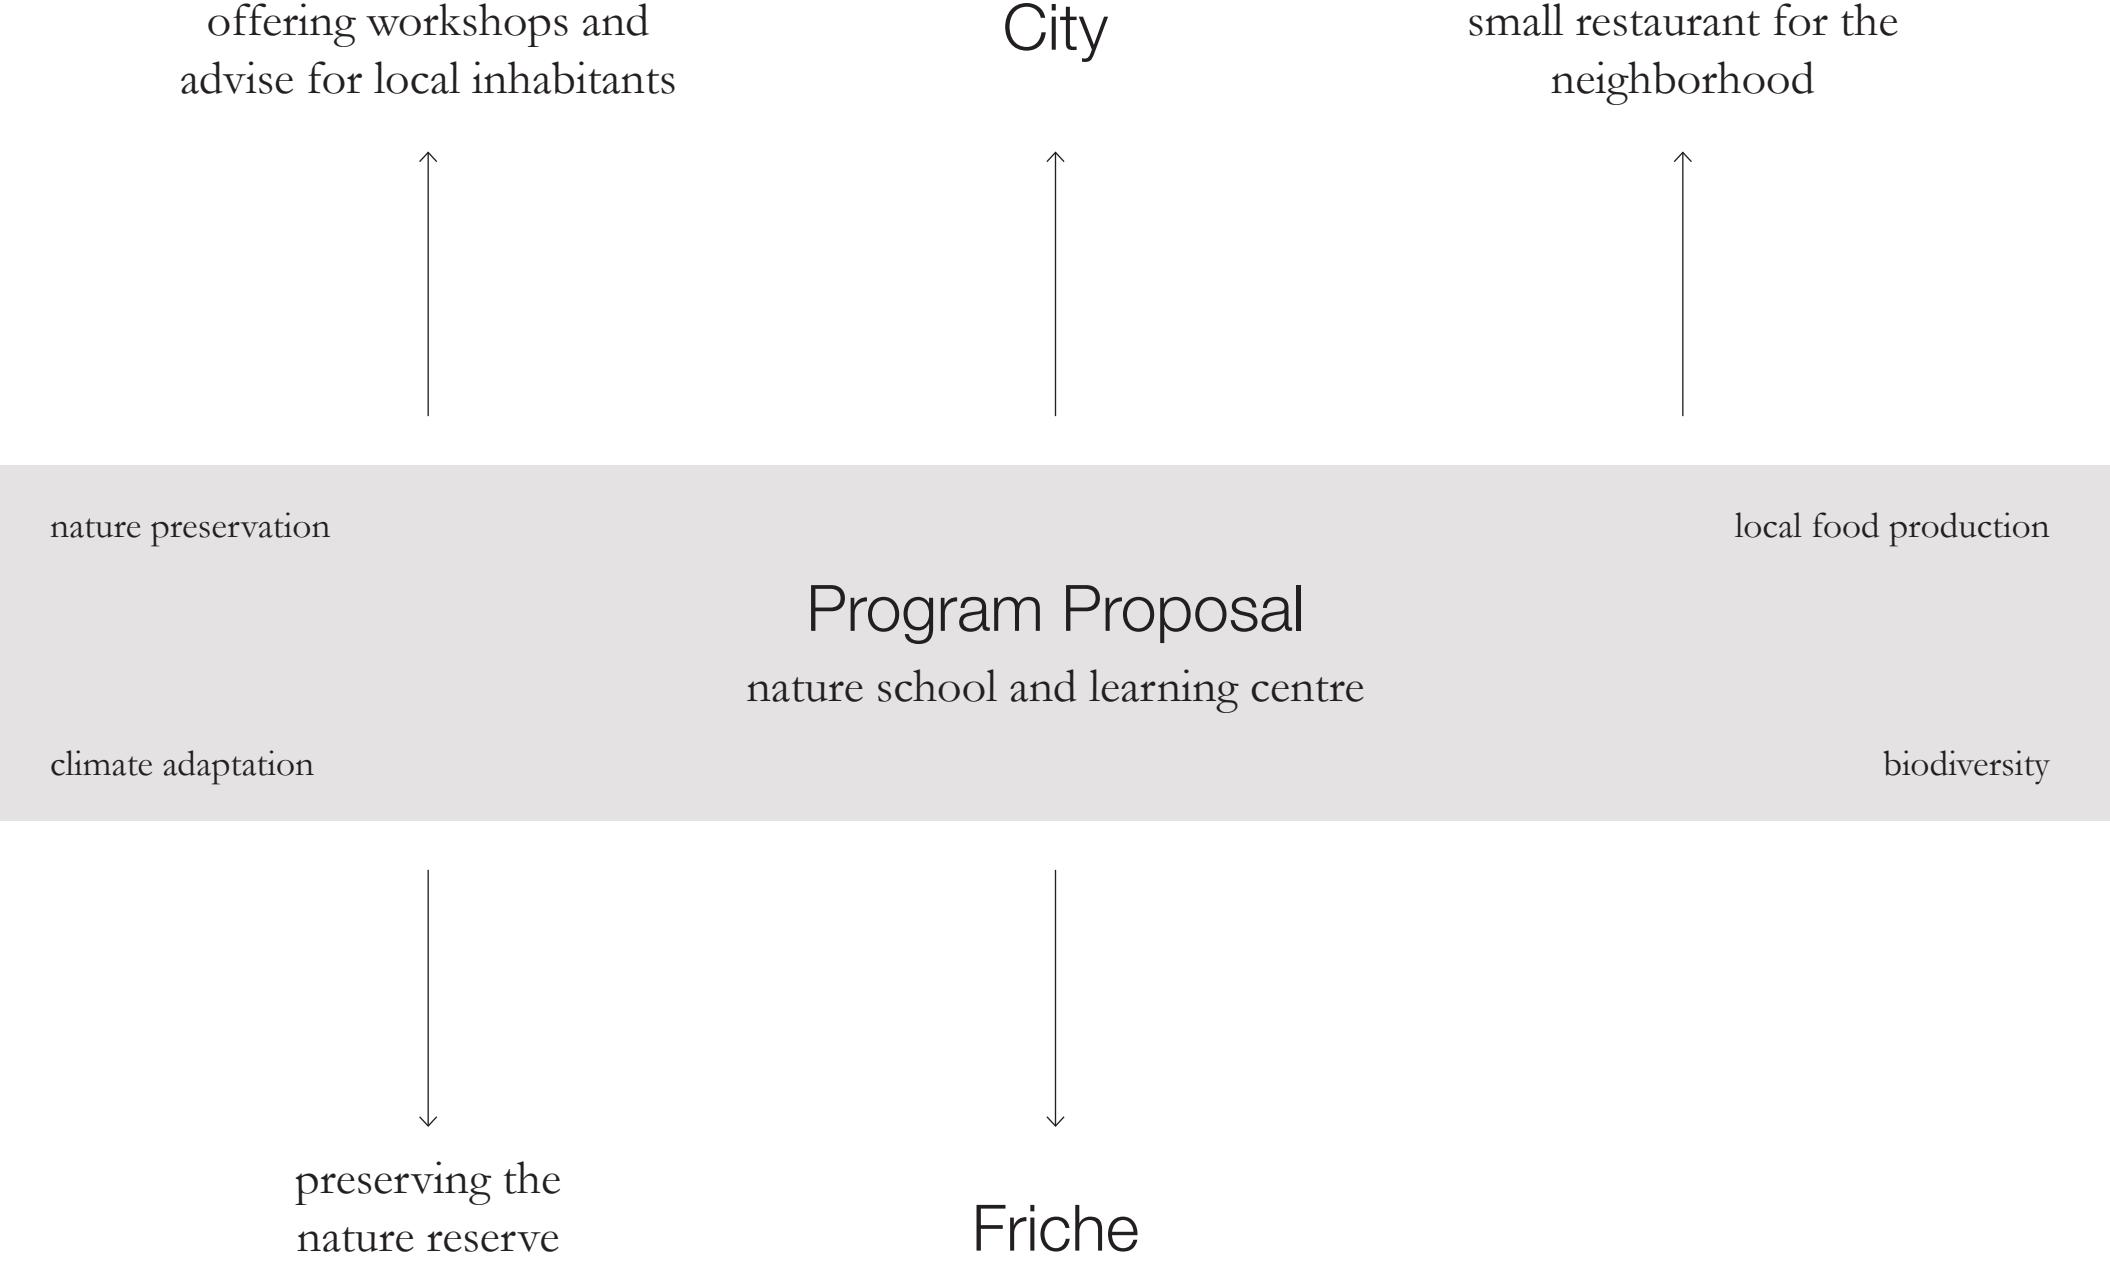 offering workshops and
advise for local inhabitants
City
small restaurant for the
neighborhood
nature preservation
local food production
Program Proposal
nature school and learning centre
climate adaptation
biodiversity
preserving the
nature reserve
Friche